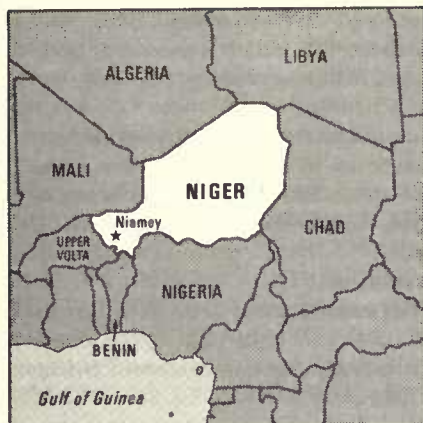 ALGERIA
LIBYA
MALI
NIGER
Niamey
CHAD
UPPER
VOLTA
NIGERIA
BENIN
Gulf of Guinea